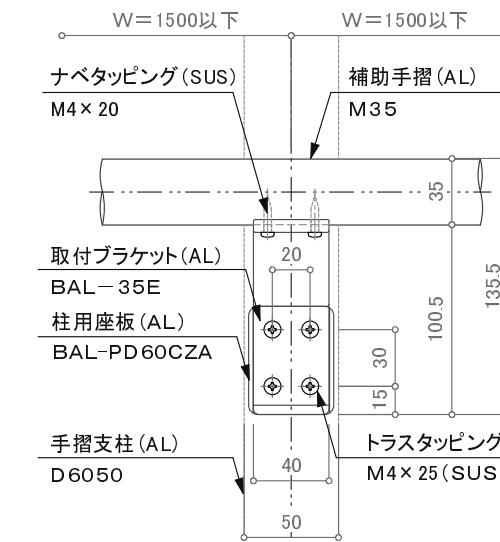 W＝1500以下
W＝1500以下
ナベタッピング(SUS)
M4×20
補助手摺(AL)
M35
35
取付ブラケット(AL)
BAL－35E
20
135.5
100.5
柱用座板(AL)
BAL-PD60CZA
30
15
手摺支柱(AL)
D6050
トラスタッピング
M4×25(SUS
40
50